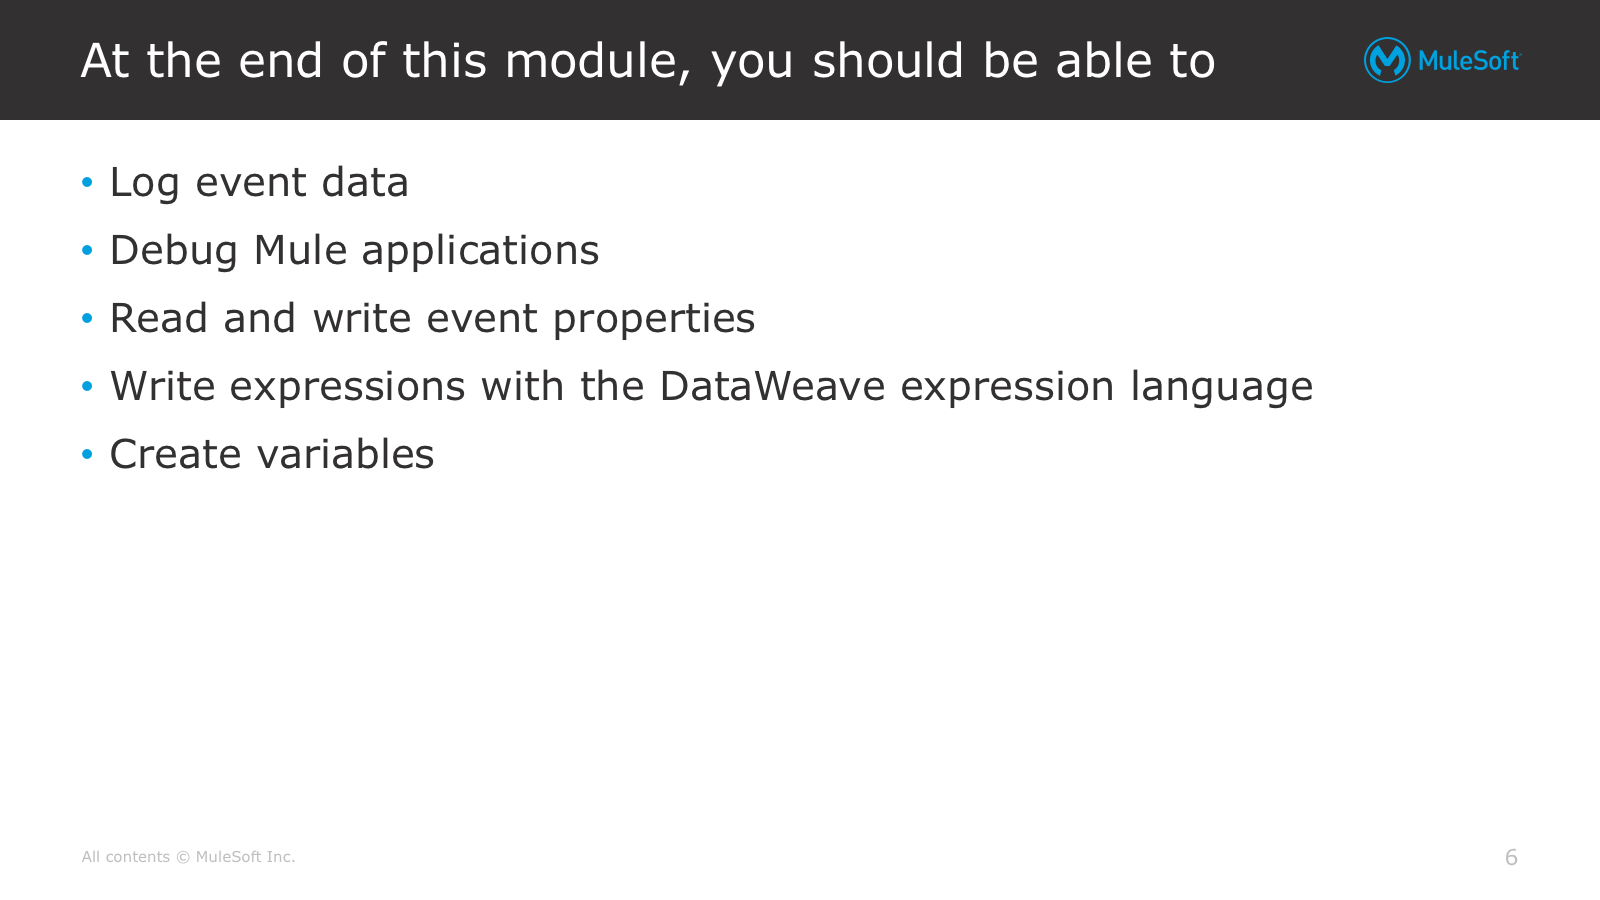 At the end of this module, you should be able to
MuleSoft
• Log event data
• Debug Mule applications
• Read and write event properties
• Write expressions with the DataWeave expression language
• Create variables
All contents © MuleSoft Inc.
6